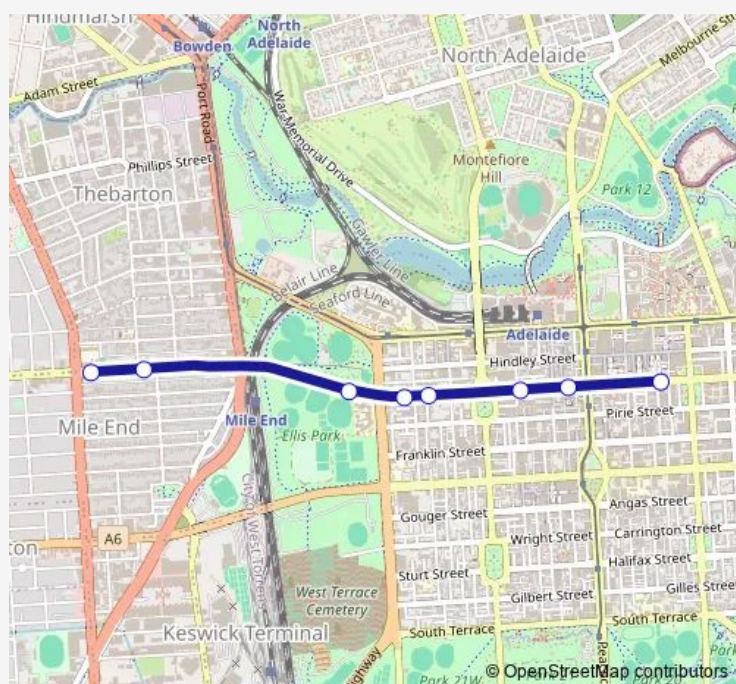 Hindmarsh
Bowden
North
Adelaide
North Adelaide
Melbourne St
Adam Street
Port Road
War Memorial Drive
Phillips Street
Thebarton
Montefiore
Hill
Park 12
Gawler Line
Belair Line
Seaford Line
Adelaide
Hindley Street
Mile End
Mile End
Ellis Park
Pirie Street
Franklin Street
City of West Torrens
Angas Street
Gouger Street
Carrington Street
Wright Street
A6
ton
Halifax Street
Sturt Street
West Terrace
Cemetery
Gilbert Street
Gilles Street
Keswick Terminal
South Terrace
South Terrace
Highway
Park 21W
© OpenStreetMap contributors